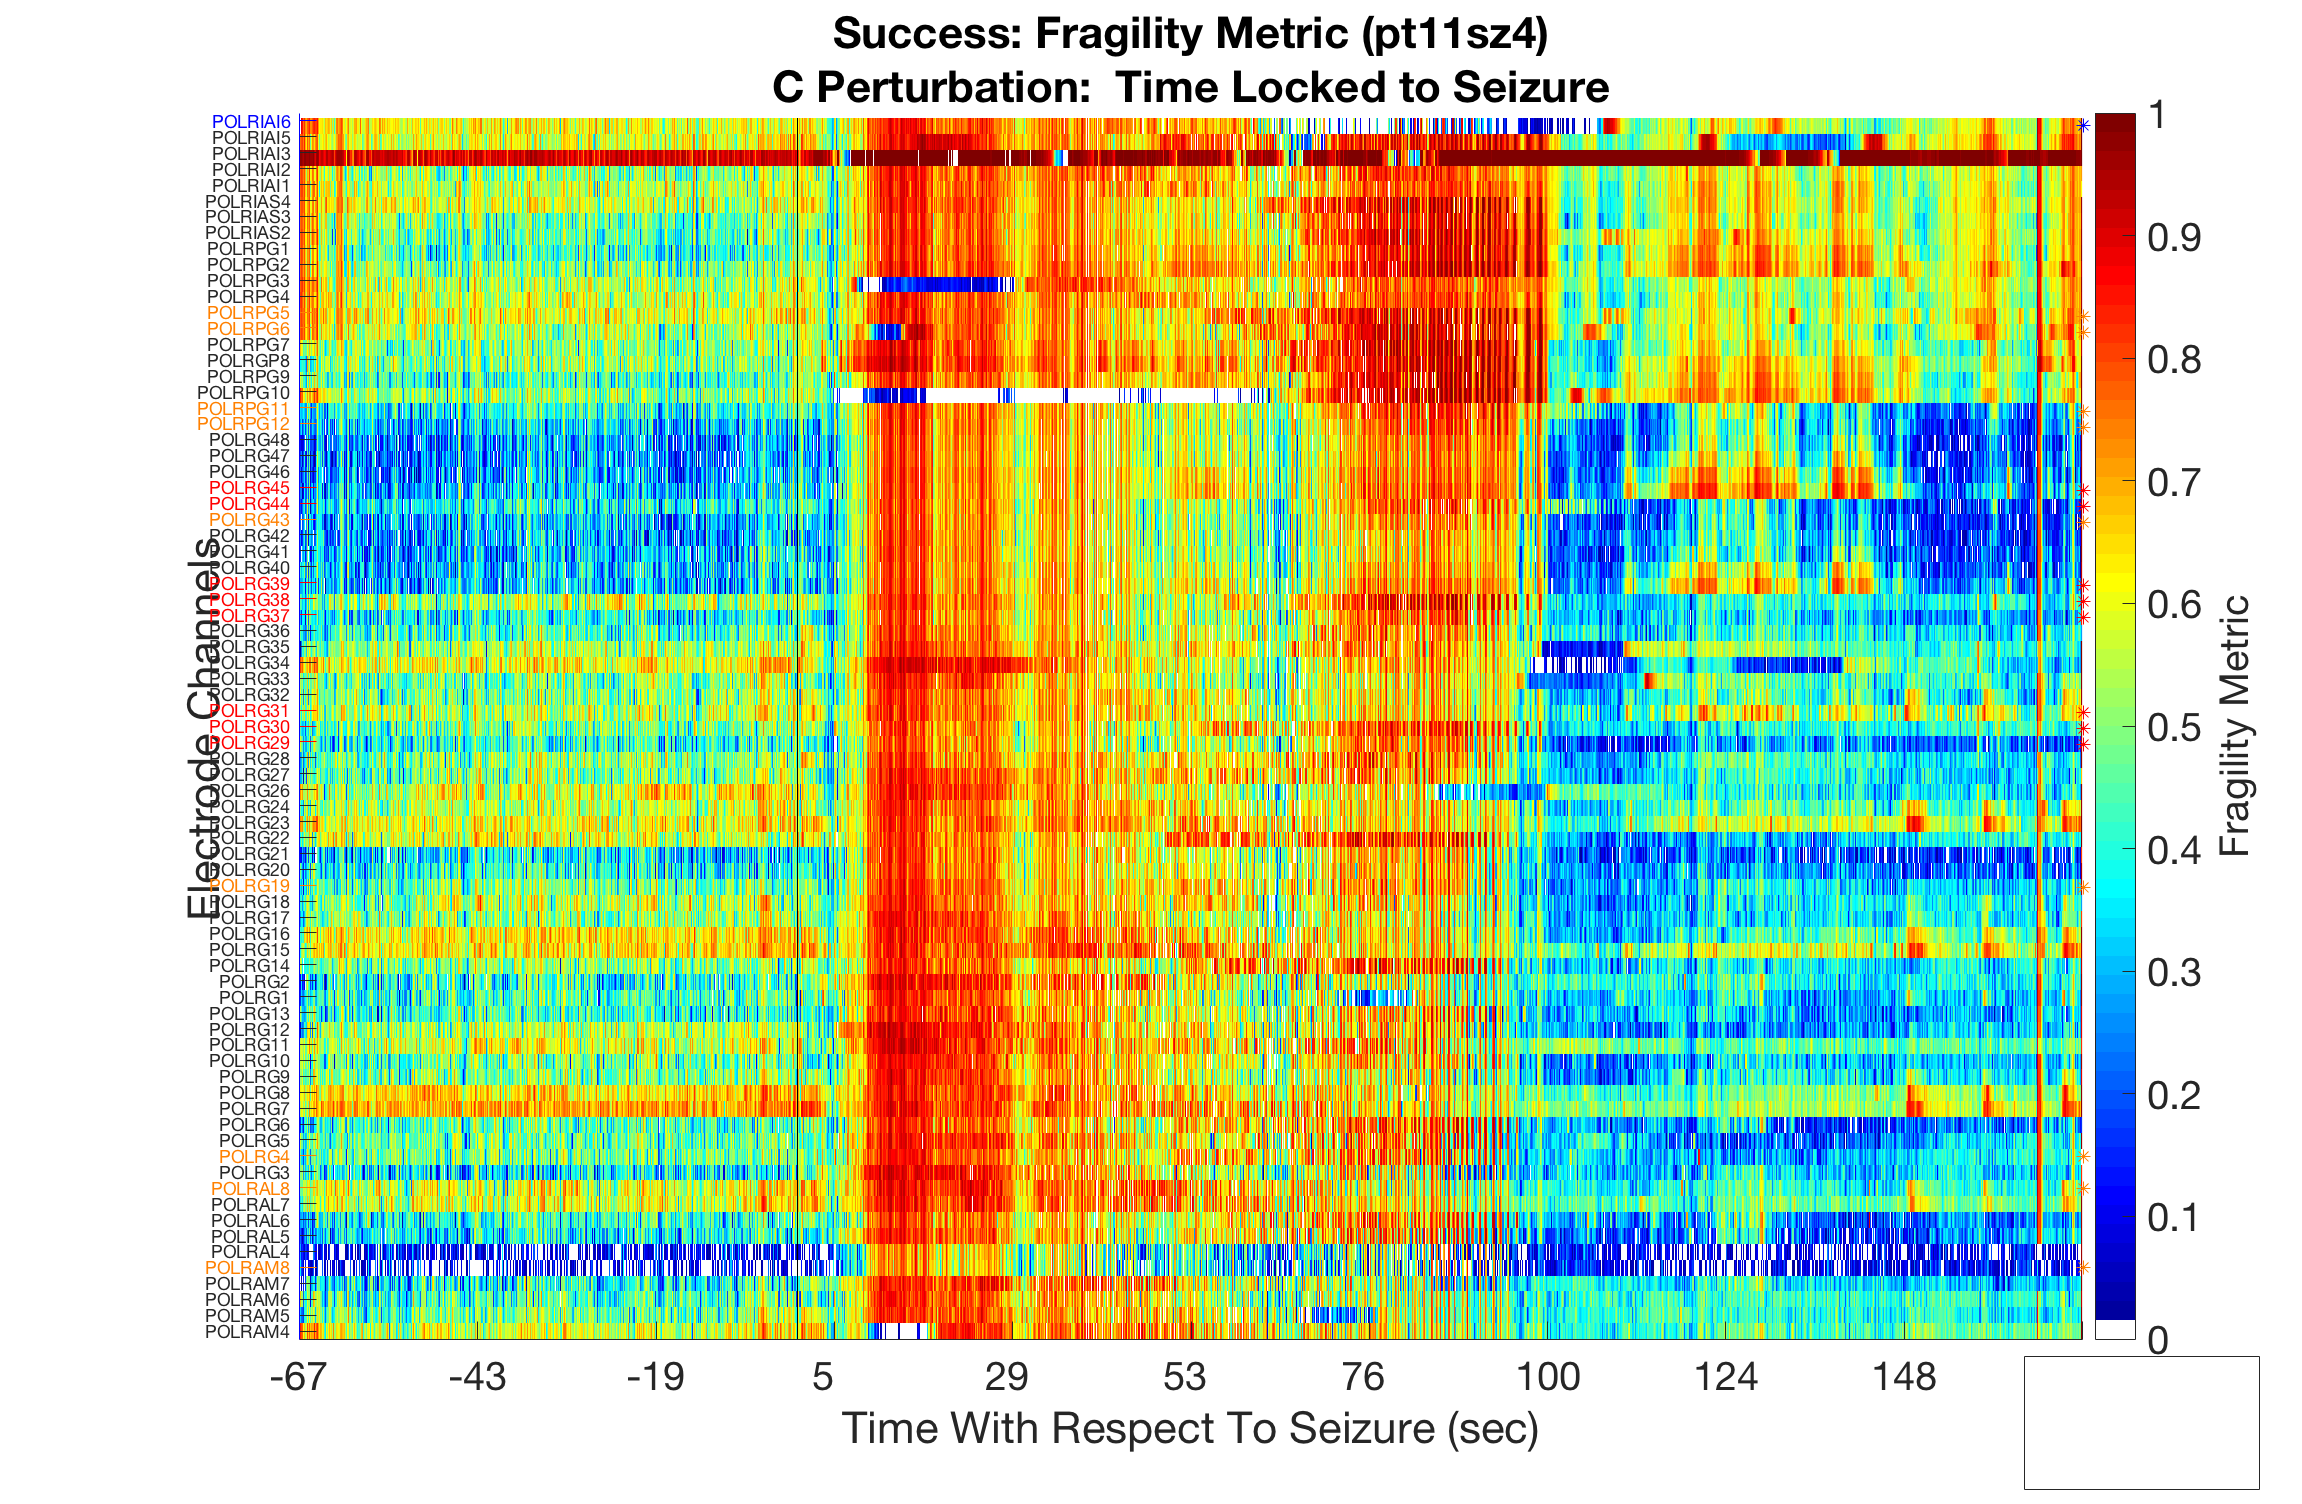 Success: Fragility Metric (pt11sz4)
C Perturbation: Time Locked to Seizure
Electrode Channels
POLRIAI6
POLRIAI5
POLRIAI3
POLRIAI2
POLRIAI1
POLRIAS4
POLRIAS3
POLRIAS2
POLRPG1
POLRPG2
POLRPG3
POLRPG4
POLRPG5
POLRPG6
POLRPG7
POLRGP8
POLRPG9
POLRPG10
POLRPG11
POLRPG12
POLRG48
POLRG47
POLRG46
POLRG45
POLRG44
POLRG43
POLRG42
POLRG41
POLRG40
POLRG39
POLRG38
POLRG37
POLRG36
POLRG35
POLRG34
POLRG33
POLRG32
POLRG31
POLRG30
POLRG29
POLRG28
POLRG27
POLRG26
POLRG24
POLRG23
POLRG22
POLRG21
POLRG20
POLRG19
POLRG18
POLRG17
POLRG16
POLRG15
POLRG14
POLRG2
POLRG1
POLRG13
POLRG12
POLRG11
POLRG10
POLRG9
POLRG8
POLRG7
POLRG6
POLRG5
POLRG4
POLRG3
POLRAL8
POLRAL7
POLRAL6
POLRAL5
POLRAL4
POLRAM8
POLRAM7
POLRAM6
POLRAM5
POLRAM4
-67 -43 -19 5 29 53 76 100 124 148
Time With Respect To Seizure (sec)
1
0.9
0.8
0.7
0.6
0.5
0.4
0.3
0.2
0.1
0
Fragility Metric